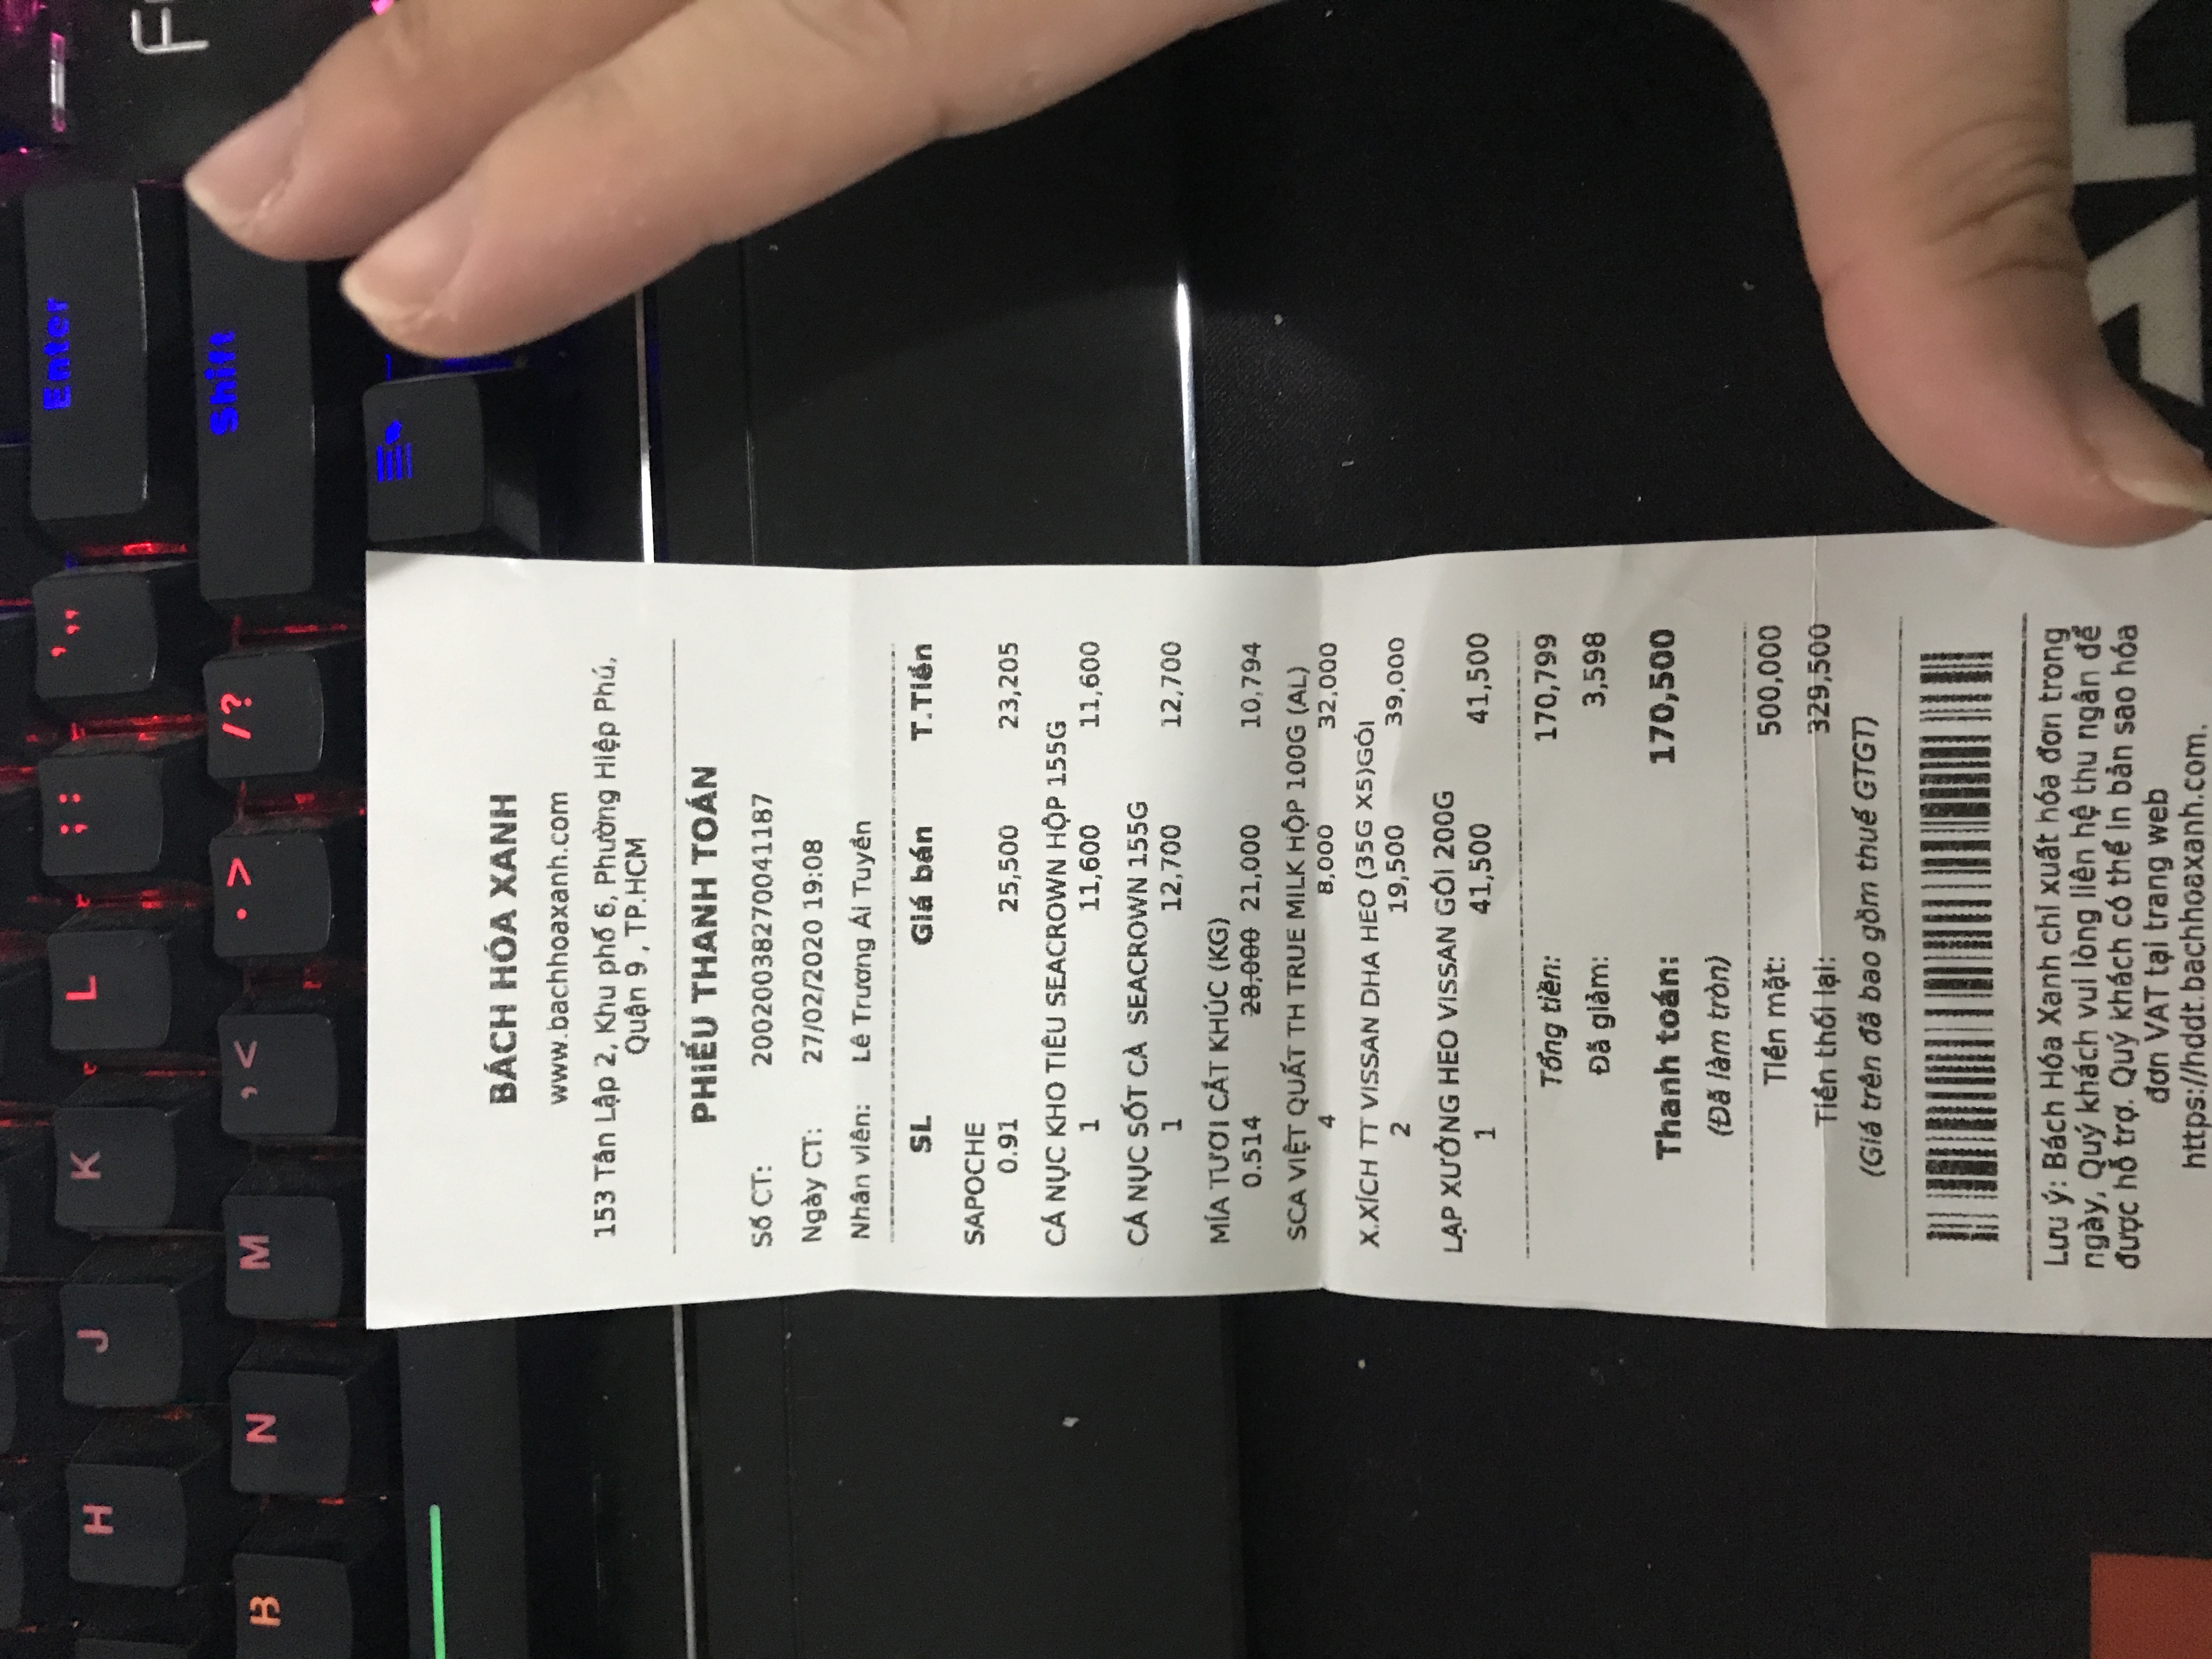 H J K L ; : ' ,, Enter
B N M , < . > / ? Shift
BÁCH HÓA XANH
www.bachhoaxanh.com
153 Tân Lập 2, Khu phố 6, Phường Hiệp Phú,
Quận 9 , TP.HCM
PHIẾU THANH TOÁN
Số CT: 20020038270041187
Ngày CT: 27/02/2020 19:08
Nhân viên: Lê Trương Ái Tuyền
SL Giá bán T.Tiền
SAPOCHE
0.91 25,500 23,205
CÁ NỤC KHO TIÊU SEACROWN HỘP 155G
1 11,600 11,600
CÁ NỤC SỐT CÀ SEACROWN 155G
1 12,700 12,700
MÍA TƯƠI CẮT KHÚC (KG)
0.514 28,000 21,000 10,794
SCA VIỆT QUẤT TH TRUE MILK HỘP 100G (AL)
4 8,000 32,000
X.XÍCH TT VISSAN DHA HEO (35G X5)GÓI
2 19,500 39,000
LẠP XƯỞNG HEO VISSAN GÓI 200G
1 41,500 41,500
Tổng tiền: 170,799
Đã giảm: 3,598
Thanh toán: 170,500
(Đã làm tròn)
Tiền mặt: 500,000
Tiền thối lại: 329,500
(Giá trên đã bao gồm thuế GTGT)
Lưu ý: Bách Hóa Xanh chỉ xuất hóa đơn trong
ngày, Quý khách vui lòng liên hệ thu ngân để
được hỗ trợ. Quý khách có thể in bản sao hóa
đơn VAT tại trang web
https://hddt.bachhoaxanh.com.